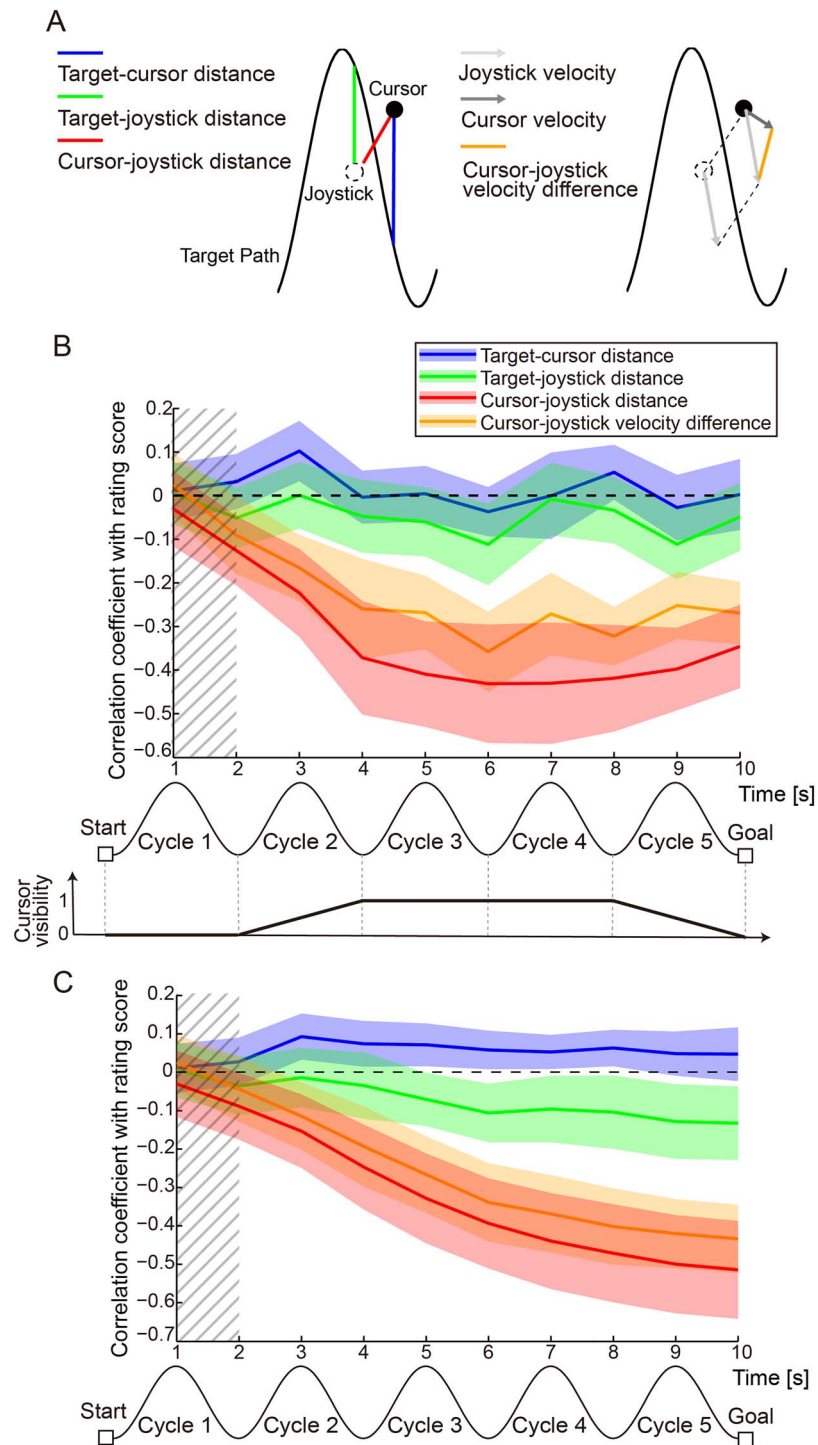 A
Target-cursor distance
Target-joystick distance
Cursor-joystick distance
Cursor
Joystick
Target Path
Joystick velocity
Cursor velocity
Cursor-joystick
velocity difference
B
Target-cursor distance
Target-joystick distance
Cursor-joystick distance
Cursor-joystick velocity difference
Correlation coefficient with rating score
0.2
0.1
0
−0.1
−0.2
−0.3
−0.4
−0.5
−0.6
1 2 3 4 5 6 7 8 9 10
Time [s]
Start Cycle 1 Cycle 2 Cycle 3 Cycle 4 Cycle 5 Goal
Cursor
visibility
1
0
C
Correlation coefficient with rating score
0.2
0.1
0
−0.1
−0.2
−0.3
−0.4
−0.5
−0.6
−0.7
1 2 3 4 5 6 7 8 9 10
Time [s]
Start Cycle 1 Cycle 2 Cycle 3 Cycle 4 Cycle 5 Goal